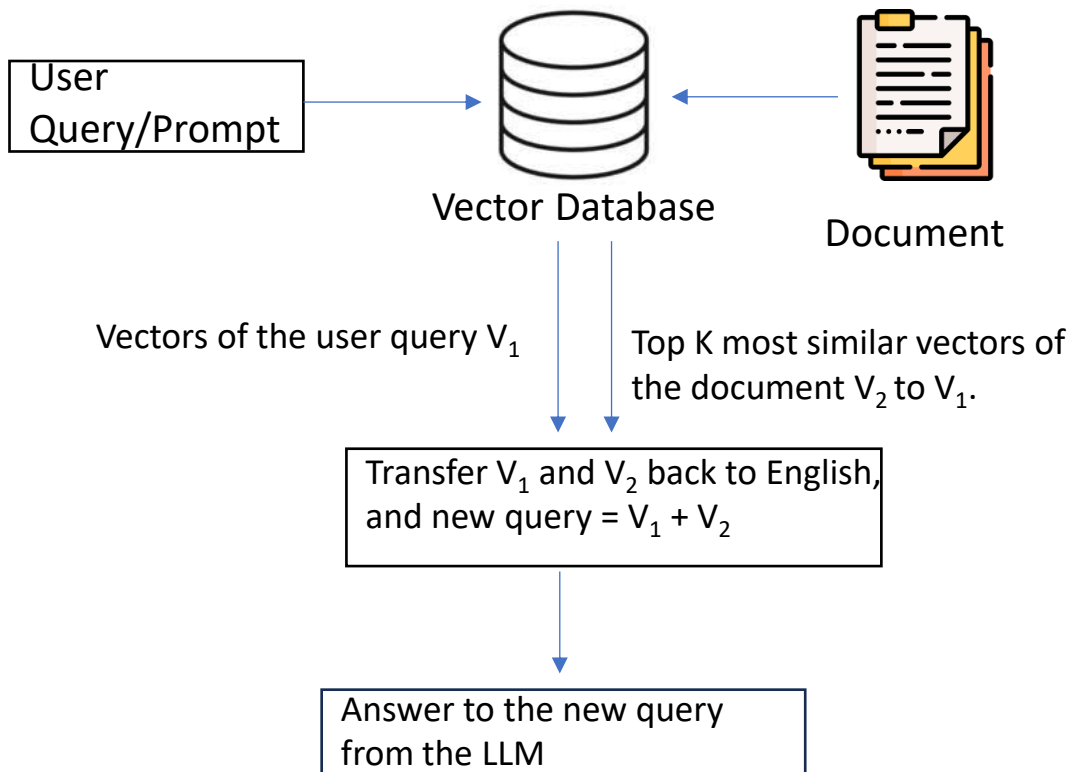 User
Query/Prompt
Vector Database
Document
Vectors of the user query V₁
Top K most similar vectors of
the document V₂ to V₁.
Transfer V₁ and V₂ back to English,
and new query = V₁ + V₂
Answer to the new query
from the LLM